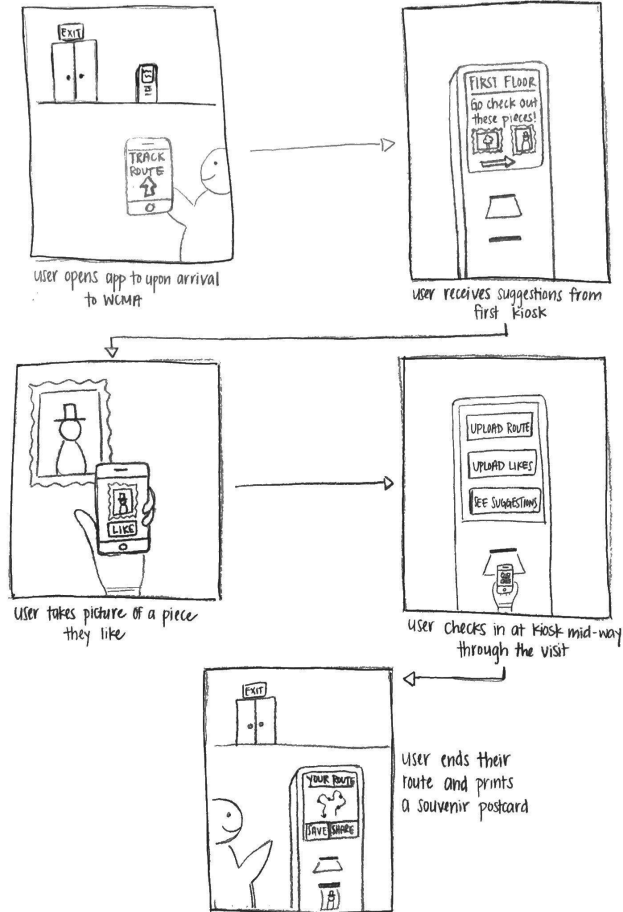 EXIT
TRACK
ROUTE
user opens app to upon arrival
to WCMA
FIRST FLOOR
Go check out
these pieces!
user receives suggestions from
first kiosk
LIKE
user takes picture of a piece
they like
UPLOAD ROUTE
UPLOAD LIKES
SEE SUGGESTIONS
user checks in at kiosk mid-way
through the visit
EXIT
YOUR ROUTE
SAVE SHARE
user ends their
route and prints
a souvenir postcard